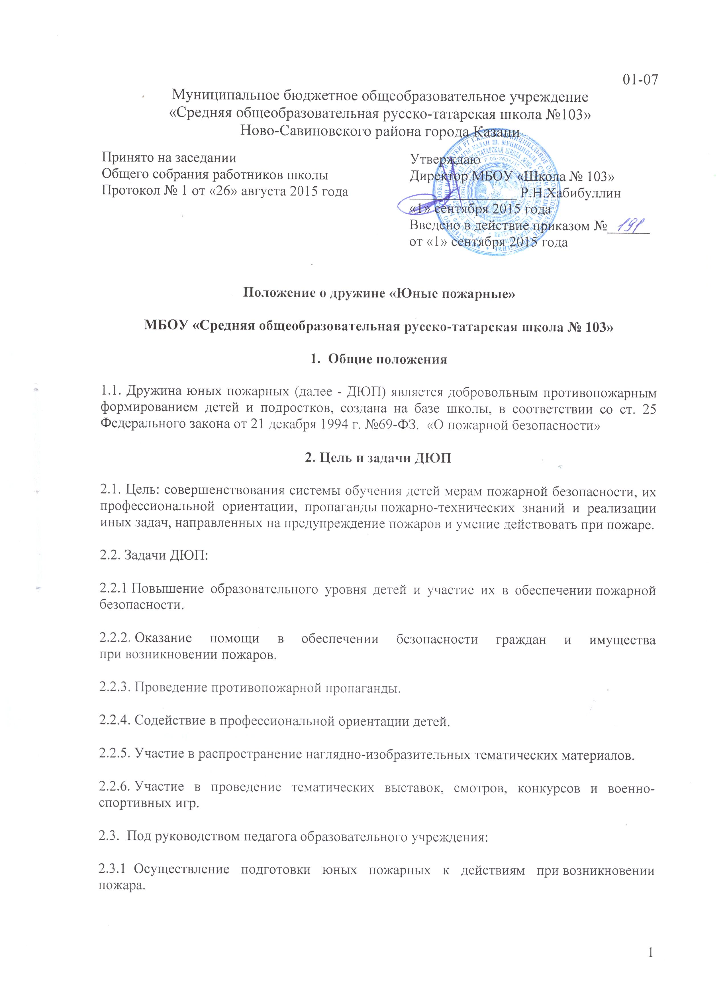 01-07
Муниципальное бюджетное общеобразовательное учреждение
«Средняя общеобразовательная русско-татарская школа №103»
Ново-Савиновского района города Казани
Принято на заседании
Общего собрания работников школы
Протокол № 1 от «26» августа 2015 года
Утверждаю
Директор МБОУ «Школа № 103»
_______________ Р.Н.Хабибуллин
«1» сентября 2015 года
Введено в действие приказом № 191
от «1» сентября 2015 года
Положение о дружине «Юные пожарные»
МБОУ «Средняя общеобразовательная русско-татарская школа № 103»
1. Общие положения
1.1. Дружина юных пожарных (далее - ДЮП) является добровольным противопожарным
формированием детей и подростков, создана на базе школы, в соответствии со ст. 25
Федерального закона от 21 декабря 1994 г. №69-ФЗ. «О пожарной безопасности»
2. Цель и задачи ДЮП
2.1. Цель: совершенствования системы обучения детей мерам пожарной безопасности, их
профессиональной ориентации, пропаганды пожарно-технических знаний и реализации
иных задач, направленных на предупреждение пожаров и умение действовать при пожаре.
2.2. Задачи ДЮП:
2.2.1 Повышение образовательного уровня детей и участие их в обеспечении пожарной
безопасности.
2.2.2. Оказание помощи в обеспечении безопасности граждан и имущества
при возникновении пожаров.
2.2.3. Проведение противопожарной пропаганды.
2.2.4. Содействие в профессиональной ориентации детей.
2.2.5. Участие в распространение наглядно-изобразительных тематических материалов.
2.2.6. Участие в проведение тематических выставок, смотров, конкурсов и военно-
спортивных игр.
2.3. Под руководством педагога образовательного учреждения:
2.3.1 Осуществление подготовки юных пожарных к действиям при возникновении
пожара.
1